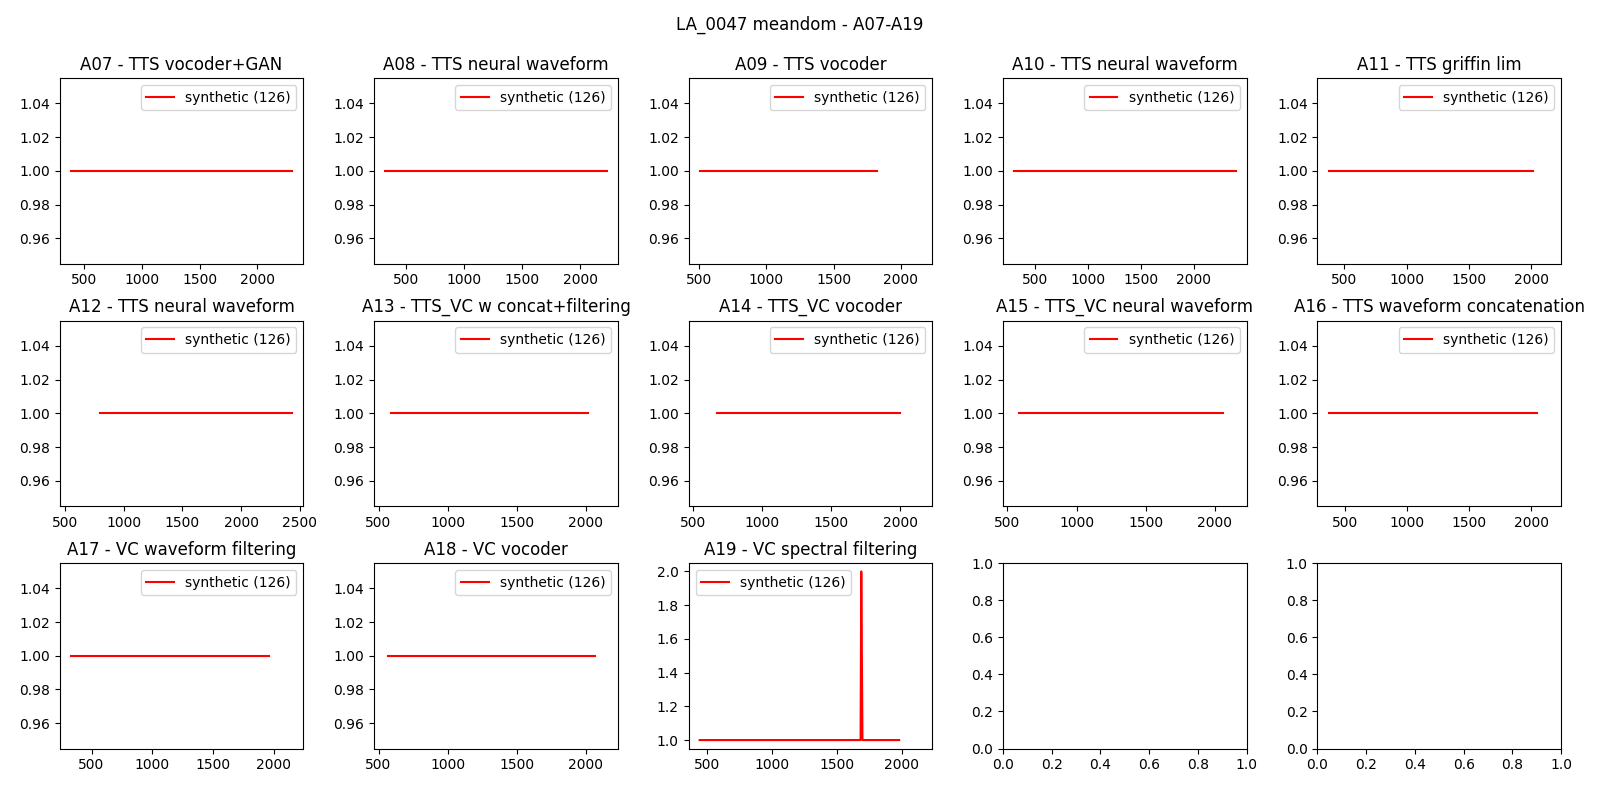 LA_0047 meandom - A07-A19
A07 - TTS vocoder+GAN
A08 - TTS neural waveform
A09 - TTS vocoder
A10 - TTS neural waveform
A11 - TTS griffin lim
1.04
1.02
1.00
0.98
0.96
synthetic (126)
500 1000 1500 2000
1.04
1.02
1.00
0.98
0.96
synthetic (126)
500 1000 1500 2000
1.04
1.02
1.00
0.98
0.96
synthetic (126)
500 1000 1500 2000
1.04
1.02
1.00
0.98
0.96
synthetic (126)
500 1000 1500 2000
1.04
1.02
1.00
0.98
0.96
synthetic (126)
500 1000 1500 2000
A12 - TTS neural waveform
A13 - TTS_VC w concat+filtering
A14 - TTS_VC vocoder
A15 - TTS_VC neural waveform
A16 - TTS waveform concatenation
1.04
1.02
1.00
0.98
0.96
synthetic (126)
500 1000 1500 2000 2500
1.04
1.02
1.00
0.98
0.96
synthetic (126)
500 1000 1500 2000
1.04
1.02
1.00
0.98
0.96
synthetic (126)
500 1000 1500 2000
1.04
1.02
1.00
0.98
0.96
synthetic (126)
500 1000 1500 2000
1.04
1.02
1.00
0.98
0.96
synthetic (126)
500 1000 1500 2000
A17 - VC waveform filtering
A18 - VC vocoder
A19 - VC spectral filtering
1.04
1.02
1.00
0.98
0.96
synthetic (126)
500 1000 1500 2000
1.04
1.02
1.00
0.98
0.96
synthetic (126)
500 1000 1500 2000
2.0
1.8
1.6
1.4
1.2
1.0
synthetic (126)
500 1000 1500 2000
1.0
0.8
0.6
0.4
0.2
0.0
0.0 0.2 0.4 0.6 0.8 1.0
1.0
0.8
0.6
0.4
0.2
0.0
0.0 0.2 0.4 0.6 0.8 1.0